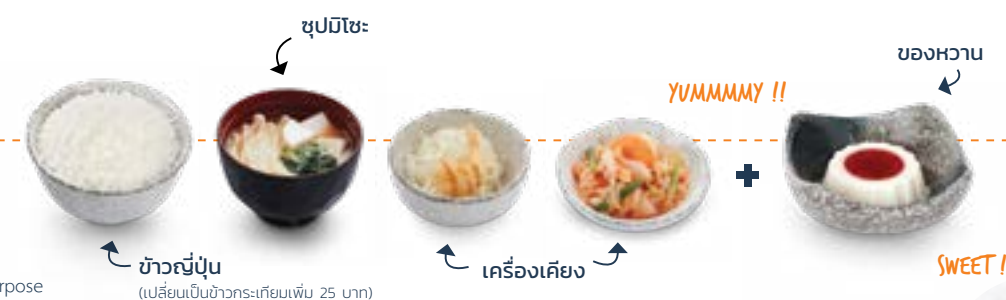 ซุปมิโซะ
ของหวาน
YUMMMMY !!
ข้าวญี่ปุ่น
(เปลี่ยนเป็นข้าวกระเทียมเพิ่ม 25 บาท)
เครื่องเคียง
SWEET !
rpose